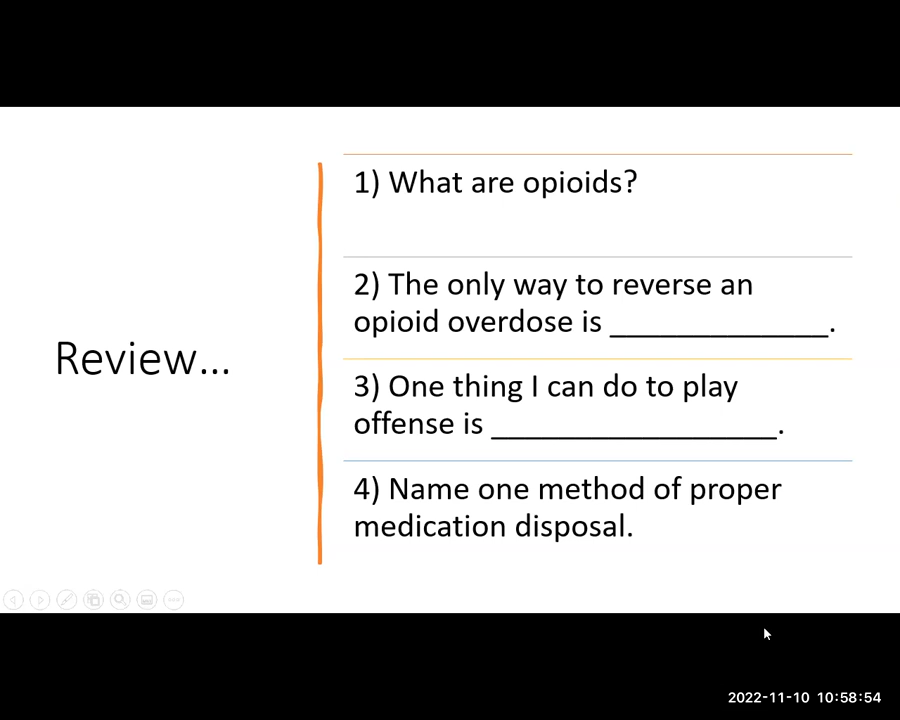 Review...
1) What are opioids?
2) The only way to reverse an
opioid overdose is ______________.
3) One thing I can do to play
offense is __________________.
4) Name one method of proper
medication disposal.
2022-11-10 10:58:54